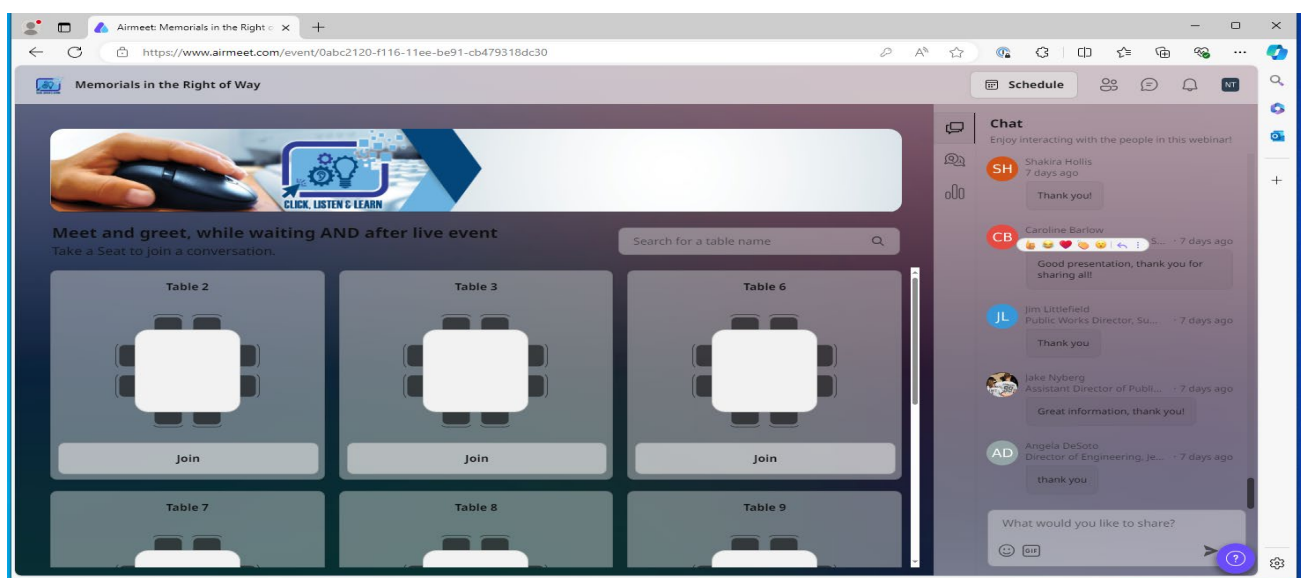 Airmeet: Memorials in the Right o
https://www.airmeet.com/event/0abc2120-f116-11ee-be91-cb479318dc30
Memorials in the Right of Way
Schedule
NT
CLICK, LISTEN & LEARN
Meet and greet, while waiting AND after live event
Take a Seat to join a conversation.
Search for a table name
Table 2
Table 3
Table 6
Join
Join
Join
Table 7
Table 8
Table 9
Chat
Enjoy interacting with the people in this webinar!
SH
Shakira Hollis
7 days ago
Thank you!
CB
Caroline Barlow
S... · 7 days ago
Good presentation, thank you for
sharing all!
JL
Jim Littlefield
Public Works Director, Su... · 7 days ago
Thank you
Jake Nyberg
Assistant Director of Publi... · 7 days ago
Great information, thank you!
AD
Angela DeSoto
Director of Engineering, Je... · 7 days ago
thank you
What would you like to share?
GIF